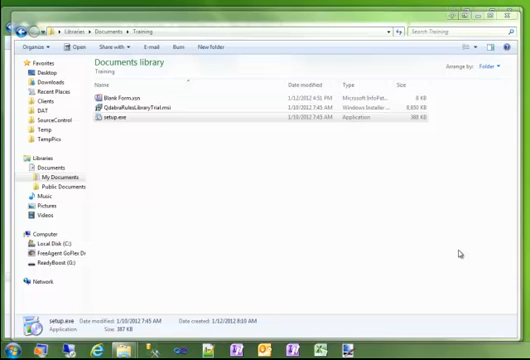 Libraries ▸ Documents ▸ Training
Search Training
Organize Open Share with E-mail Burn New folder
Favorites
Desktop
Downloads
Recent Places
Clients
DAT
SourceControl
Temp
TempPics
Libraries
Documents
My Documents
Public Documents
Music
Pictures
Videos
Computer
Local Disk (C:)
FreeAgent GoFlex Dri
ReadyBoost (G:)
Network
Documents library
Training
Arrange by: Folder
Name Date modified Type Size
Blank Form.xsn 1/12/2012 4:51 PM Microsoft InfoPat... 8 KB
QdabraRulesLibraryTrial.msi 1/10/2012 7:45 AM Windows Installer ... KB
setup.exe 1/10/2012 7:45 AM Application KB
setup.exe Date modified: 1/10/2012 7:45 AM Date created: 1/12/2012 8:10 AM
Application Size: 387 KB